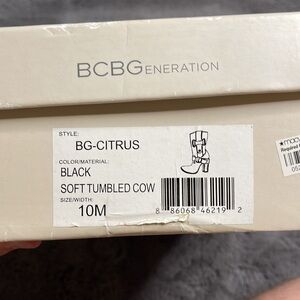 BCBGENERATION
STYLE:
BG-CITRUS
COLOR/MATERIAL:
BLACK
SOFT TUMBLED COW
SIZE/WIDTH:
10M
8 86068 46219 2